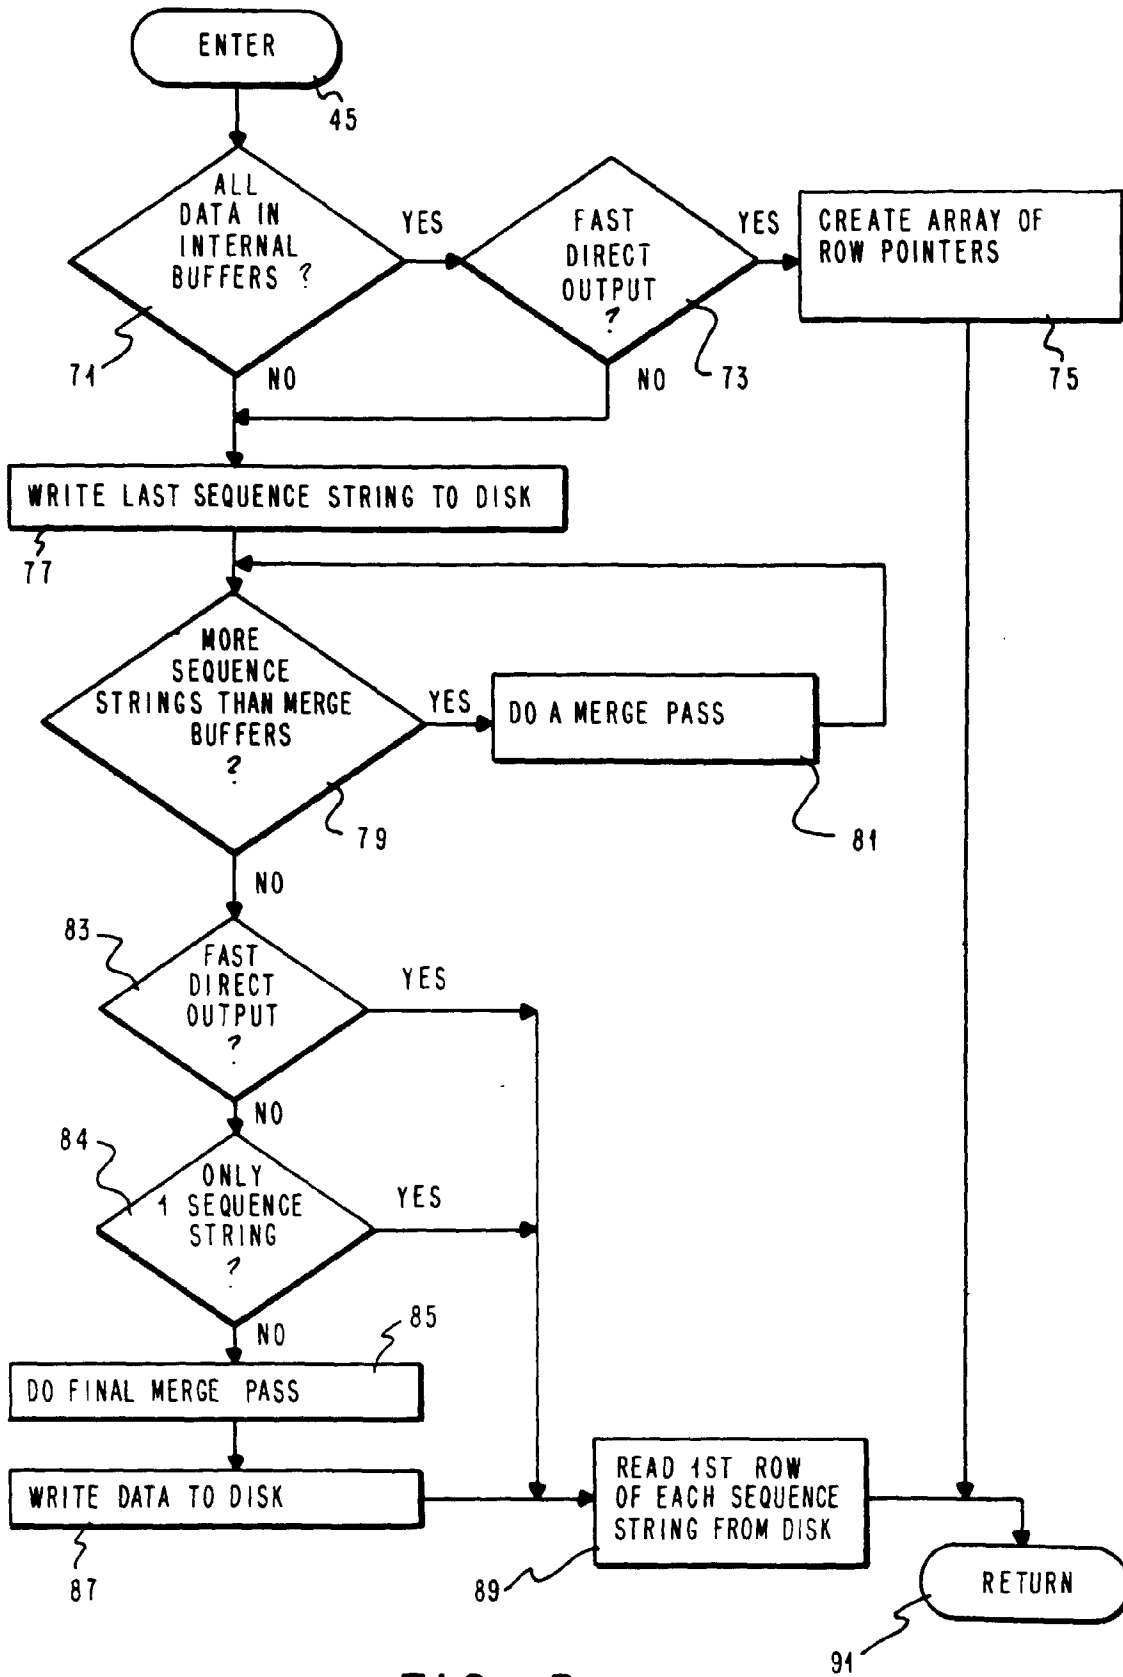 ENTER
45
ALL
DATA IN
INTERNAL
BUFFERS ?
71
YES
FAST
DIRECT
OUTPUT
?
73
YES
CREATE ARRAY OF
ROW POINTERS
75
NO
NO
WRITE LAST SEQUENCE STRING TO DISK
77
MORE
SEQUENCE
STRINGS THAN MERGE
BUFFERS
?
79
YES
DO A MERGE PASS
81
NO
83
FAST
DIRECT
OUTPUT
?
YES
NO
84
ONLY
1 SEQUENCE
STRING
?
YES
NO
85
DO FINAL MERGE PASS
WRITE DATA TO DISK
87
READ 1ST ROW
OF EACH SEQUENCE
STRING FROM DISK
89
RETURN
91